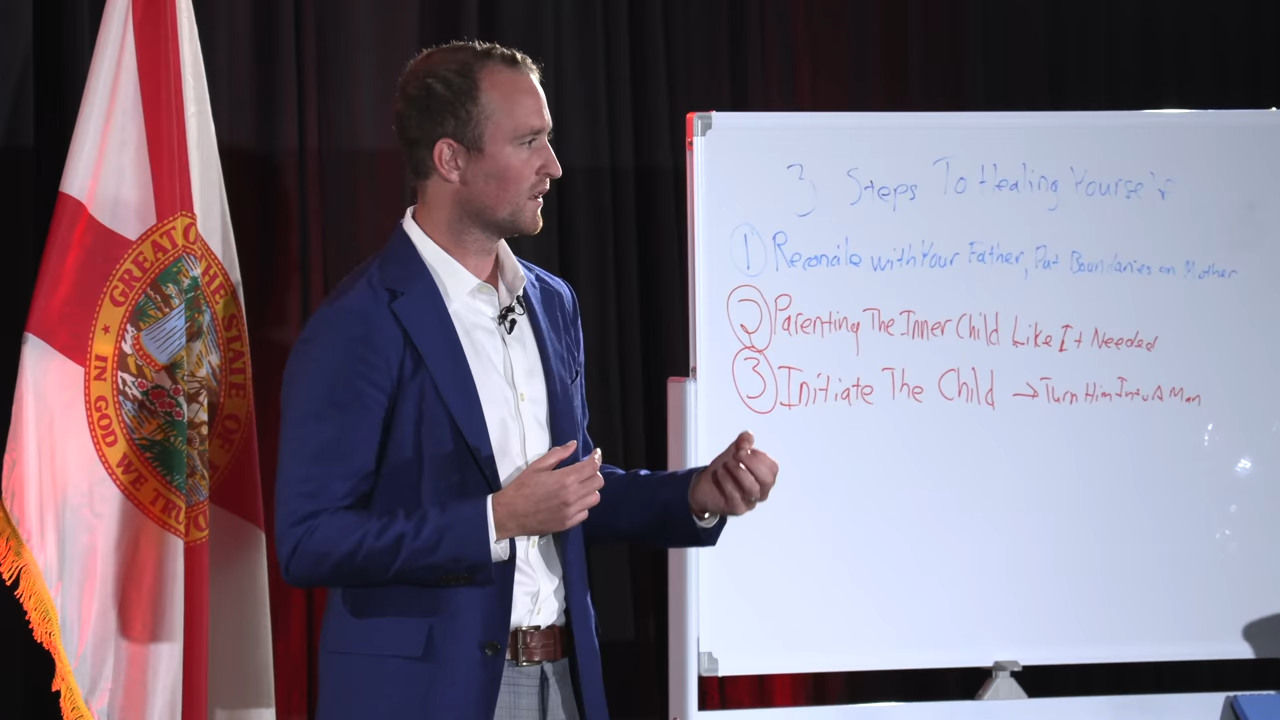 GREAT OF THE STATE OF
IN GOD WE TRU
3 Steps To Healing Yourself
1 Reconcile with Your Father, Put Boundaries on Mother
2 Parenting The Inner Child Like It Needed
3 Initiate The Child → Turn Him Into A Man